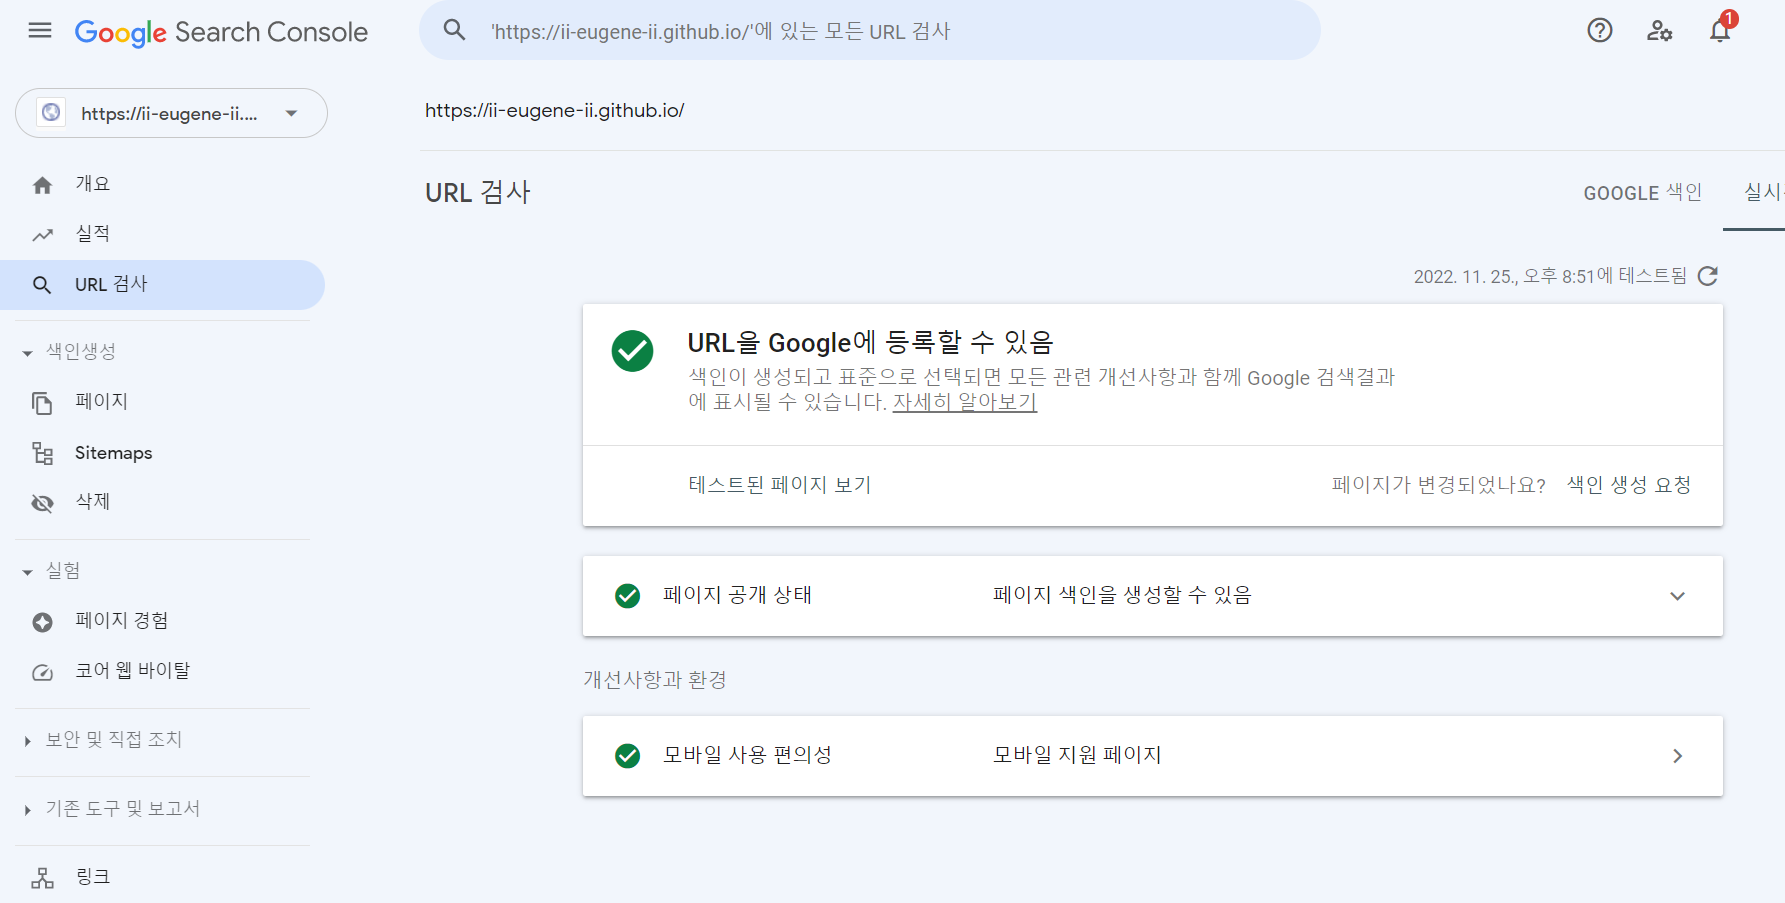 Google Search Console
'https://ii-eugene-ii.github.io/'에 있는 모든 URL 검사
1
https://ii-eugene-ii....
https://ii-eugene-ii.github.io/
개요
실적
URL 검사
색인생성
페이지
Sitemaps
삭제
실험
페이지 경험
코어 웹 바이탈
보안 및 직접 조치
기존 도구 및 보고서
링크
URL 검사
GOOGLE 색인
실시
2022. 11. 25., 오후 8:51에 테스트됨
URL을 Google에 등록할 수 있음
색인이 생성되고 표준으로 선택되면 모든 관련 개선사항과 함께 Google 검색결과
에 표시될 수 있습니다. 자세히 알아보기
테스트된 페이지 보기
페이지가 변경되었나요? 색인 생성 요청
페이지 공개 상태
페이지 색인을 생성할 수 있음
개선사항과 환경
모바일 사용 편의성
모바일 지원 페이지